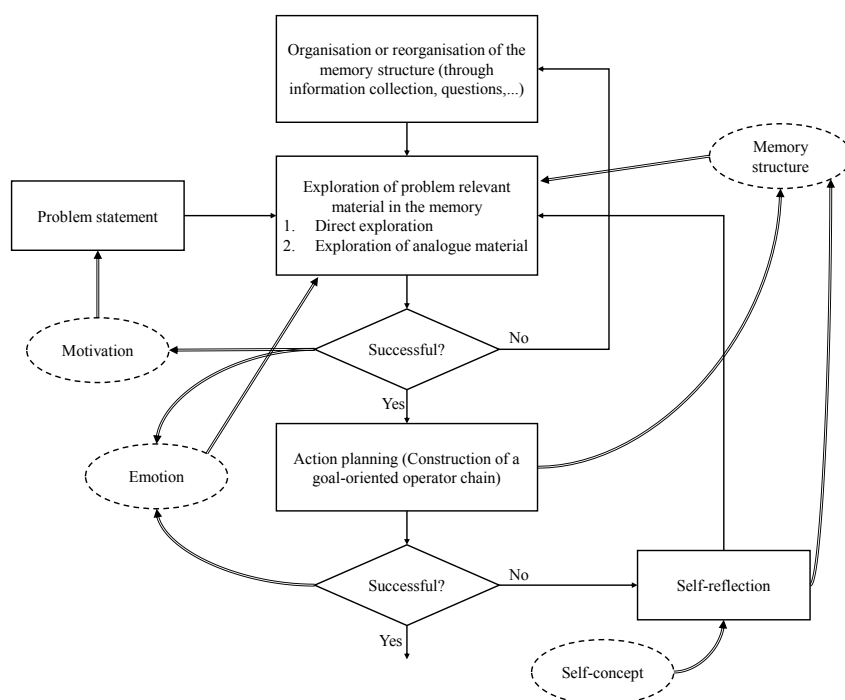 Organisation or reorganisation of the
memory structure (through
information collection, questions,...)
Memory
structure
Exploration of problem relevant
material in the memory
1. Direct exploration
2. Exploration of analogue material
Problem statement
Motivation
Successful?
No
Yes
Emotion
Action planning (Construction of a
goal-oriented operator chain)
Successful?
No
Self-reflection
Yes
Self-concept